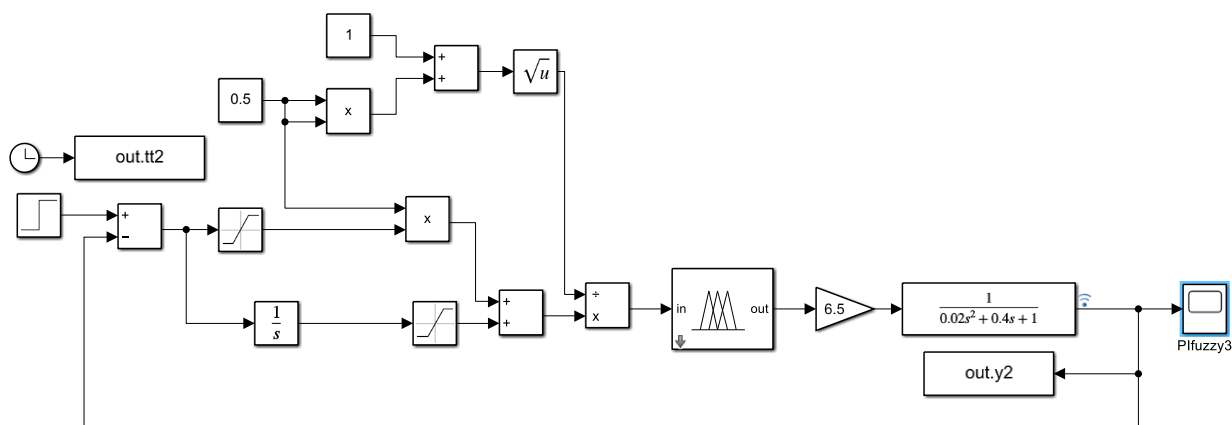 1
+
+
√u
0.5
x
out.tt2
+
−
x
1
s
+
+
÷
x
in
out
6.5
1
0.02s²+0.4s+1
PIfuzzy3
out.y2